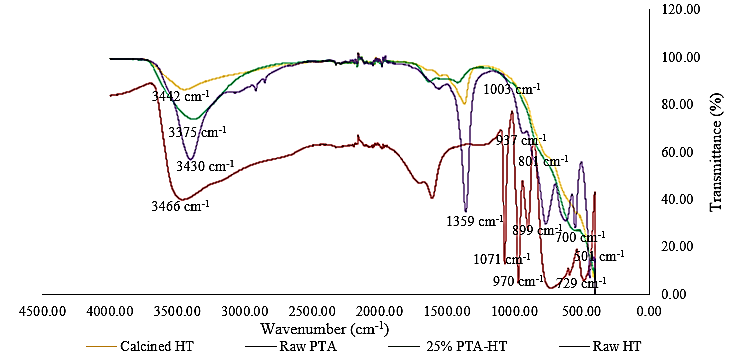 120.00
100.00
80.00
60.00
40.00
20.00
0.00
Transmittance (%)
3442 cm⁻¹
3375 cm⁻¹
3430 cm⁻¹
3466 cm⁻¹
1359 cm⁻¹
1003 cm⁻¹
937 cm⁻¹
801 cm⁻¹
899 cm⁻¹
700 cm⁻¹
501 cm⁻¹
1071 cm⁻¹
970 cm⁻¹
729 cm⁻¹
4500.00 4000.00 3500.00 3000.00 2500.00 2000.00 1500.00 1000.00 500.00 0.00
Wavenumber (cm⁻¹)
Calcined HT Raw PTA 25% PTA-HT Raw HT